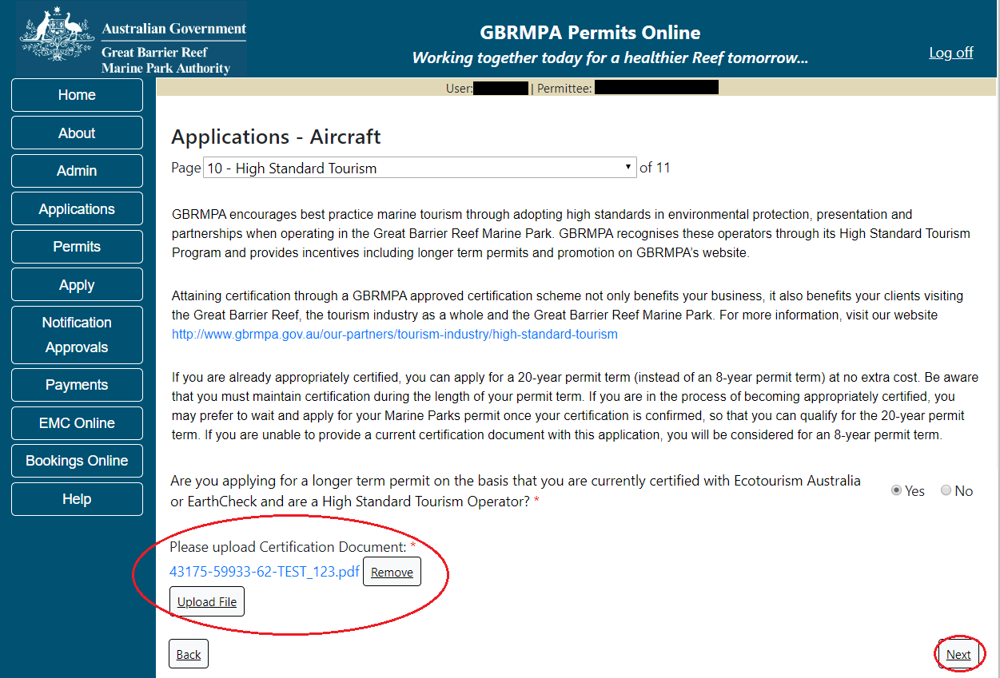 Australian Government
Great Barrier Reef
Marine Park Authority
GBRMPA Permits Online
Working together today for a healthier Reef tomorrow...
Log off
User: | Permittee:
Home
About
Admin
Applications
Permits
Apply
Notification
Approvals
Payments
EMC Online
Bookings Online
Help
Applications - Aircraft
Page 10 - High Standard Tourism of 11
GBRMPA encourages best practice marine tourism through adopting high standards in environmental protection, presentation and
partnerships when operating in the Great Barrier Reef Marine Park. GBRMPA recognises these operators through its High Standard Tourism
Program and provides incentives including longer term permits and promotion on GBRMPA's website.
Attaining certification through a GBRMPA approved certification scheme not only benefits your business, it also benefits your clients visiting
the Great Barrier Reef, the tourism industry as a whole and the Great Barrier Reef Marine Park. For more information, visit our website
http://www.gbrmpa.gov.au/our-partners/tourism-industry/high-standard-tourism
If you are already appropriately certified, you can apply for a 20-year permit term (instead of an 8-year permit term) at no extra cost. Be aware
that you must maintain certification during the length of your permit term. If you are in the process of becoming appropriately certified, you
may prefer to wait and apply for your Marine Parks permit once your certification is confirmed, so that you can qualify for the 20-year permit
term. If you are unable to provide a current certification document with this application, you will be considered for an 8-year permit term.
Are you applying for a longer term permit on the basis that you are currently certified with Ecotourism Australia
or EarthCheck and are a High Standard Tourism Operator? *
Yes No
Please upload Certification Document: *
43175-59933-62-TEST_123.pdf Remove
Upload File
Back
Next